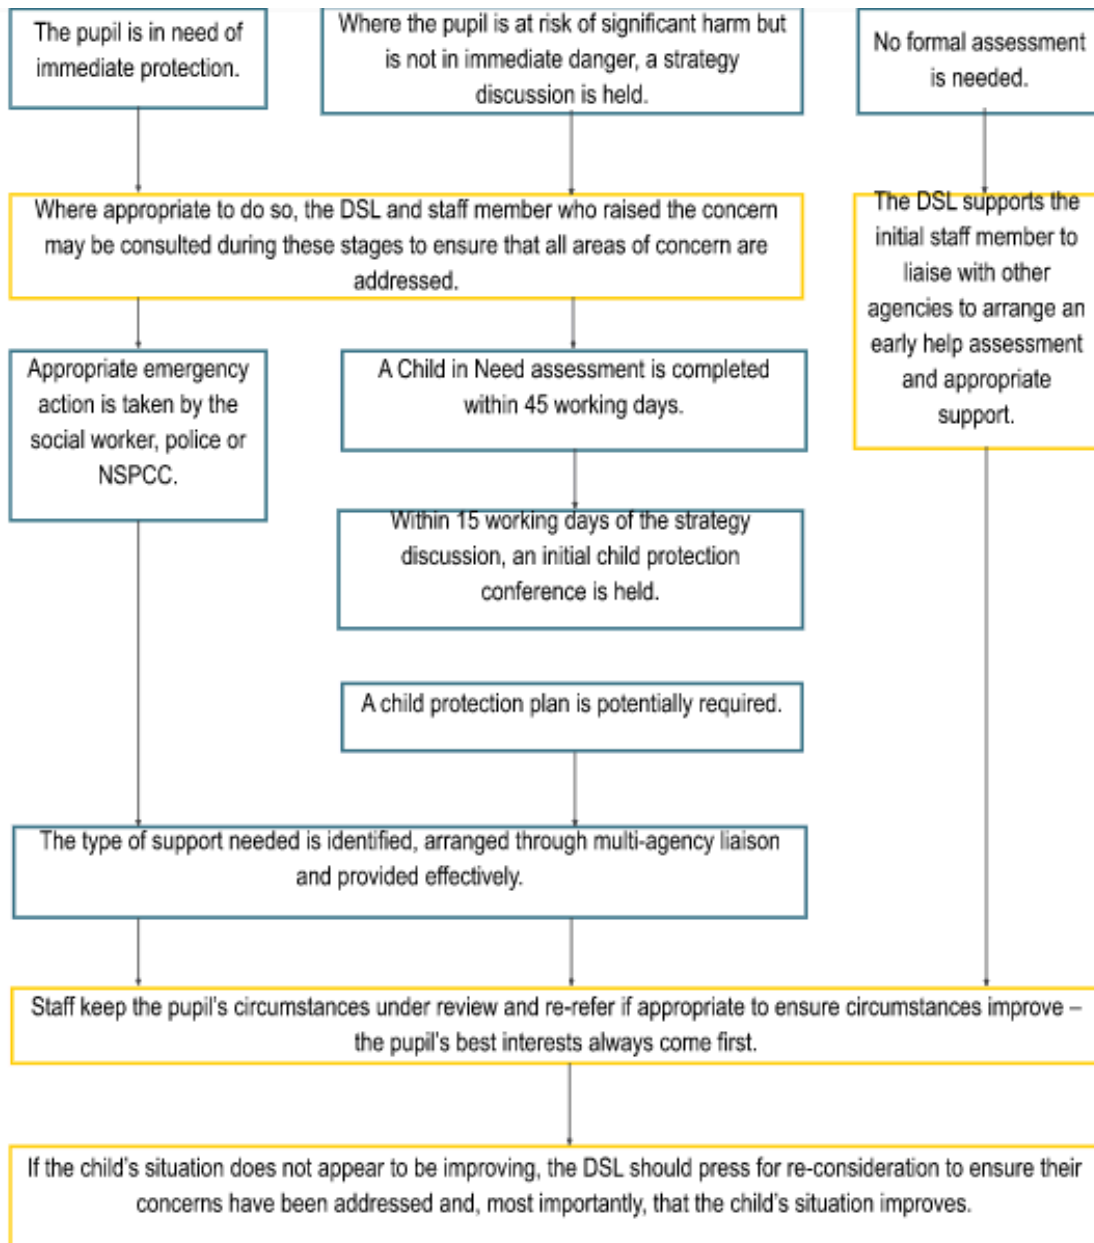 The pupil is in need of
immediate protection.
Where the pupil is at risk of significant harm but
is not in immediate danger, a strategy
discussion is held.
No formal assessment
is needed.
Where appropriate to do so, the DSL and staff member who raised the concern
may be consulted during these stages to ensure that all areas of concern are
addressed.
The DSL supports the
initial staff member to
liaise with other
agencies to arrange an
early help assessment
and appropriate
support.
Appropriate emergency
action is taken by the
social worker, police or
NSPCC.
A Child in Need assessment is completed
within 45 working days.
Within 15 working days of the strategy
discussion, an initial child protection
conference is held.
A child protection plan is potentially required.
The type of support needed is identified, arranged through multi-agency liaison
and provided effectively.
Staff keep the pupil's circumstances under review and re-refer if appropriate to ensure circumstances improve –
the pupil's best interests always come first.
If the child's situation does not appear to be improving, the DSL should press for re-consideration to ensure their
concerns have been addressed and, most importantly, that the child's situation improves.